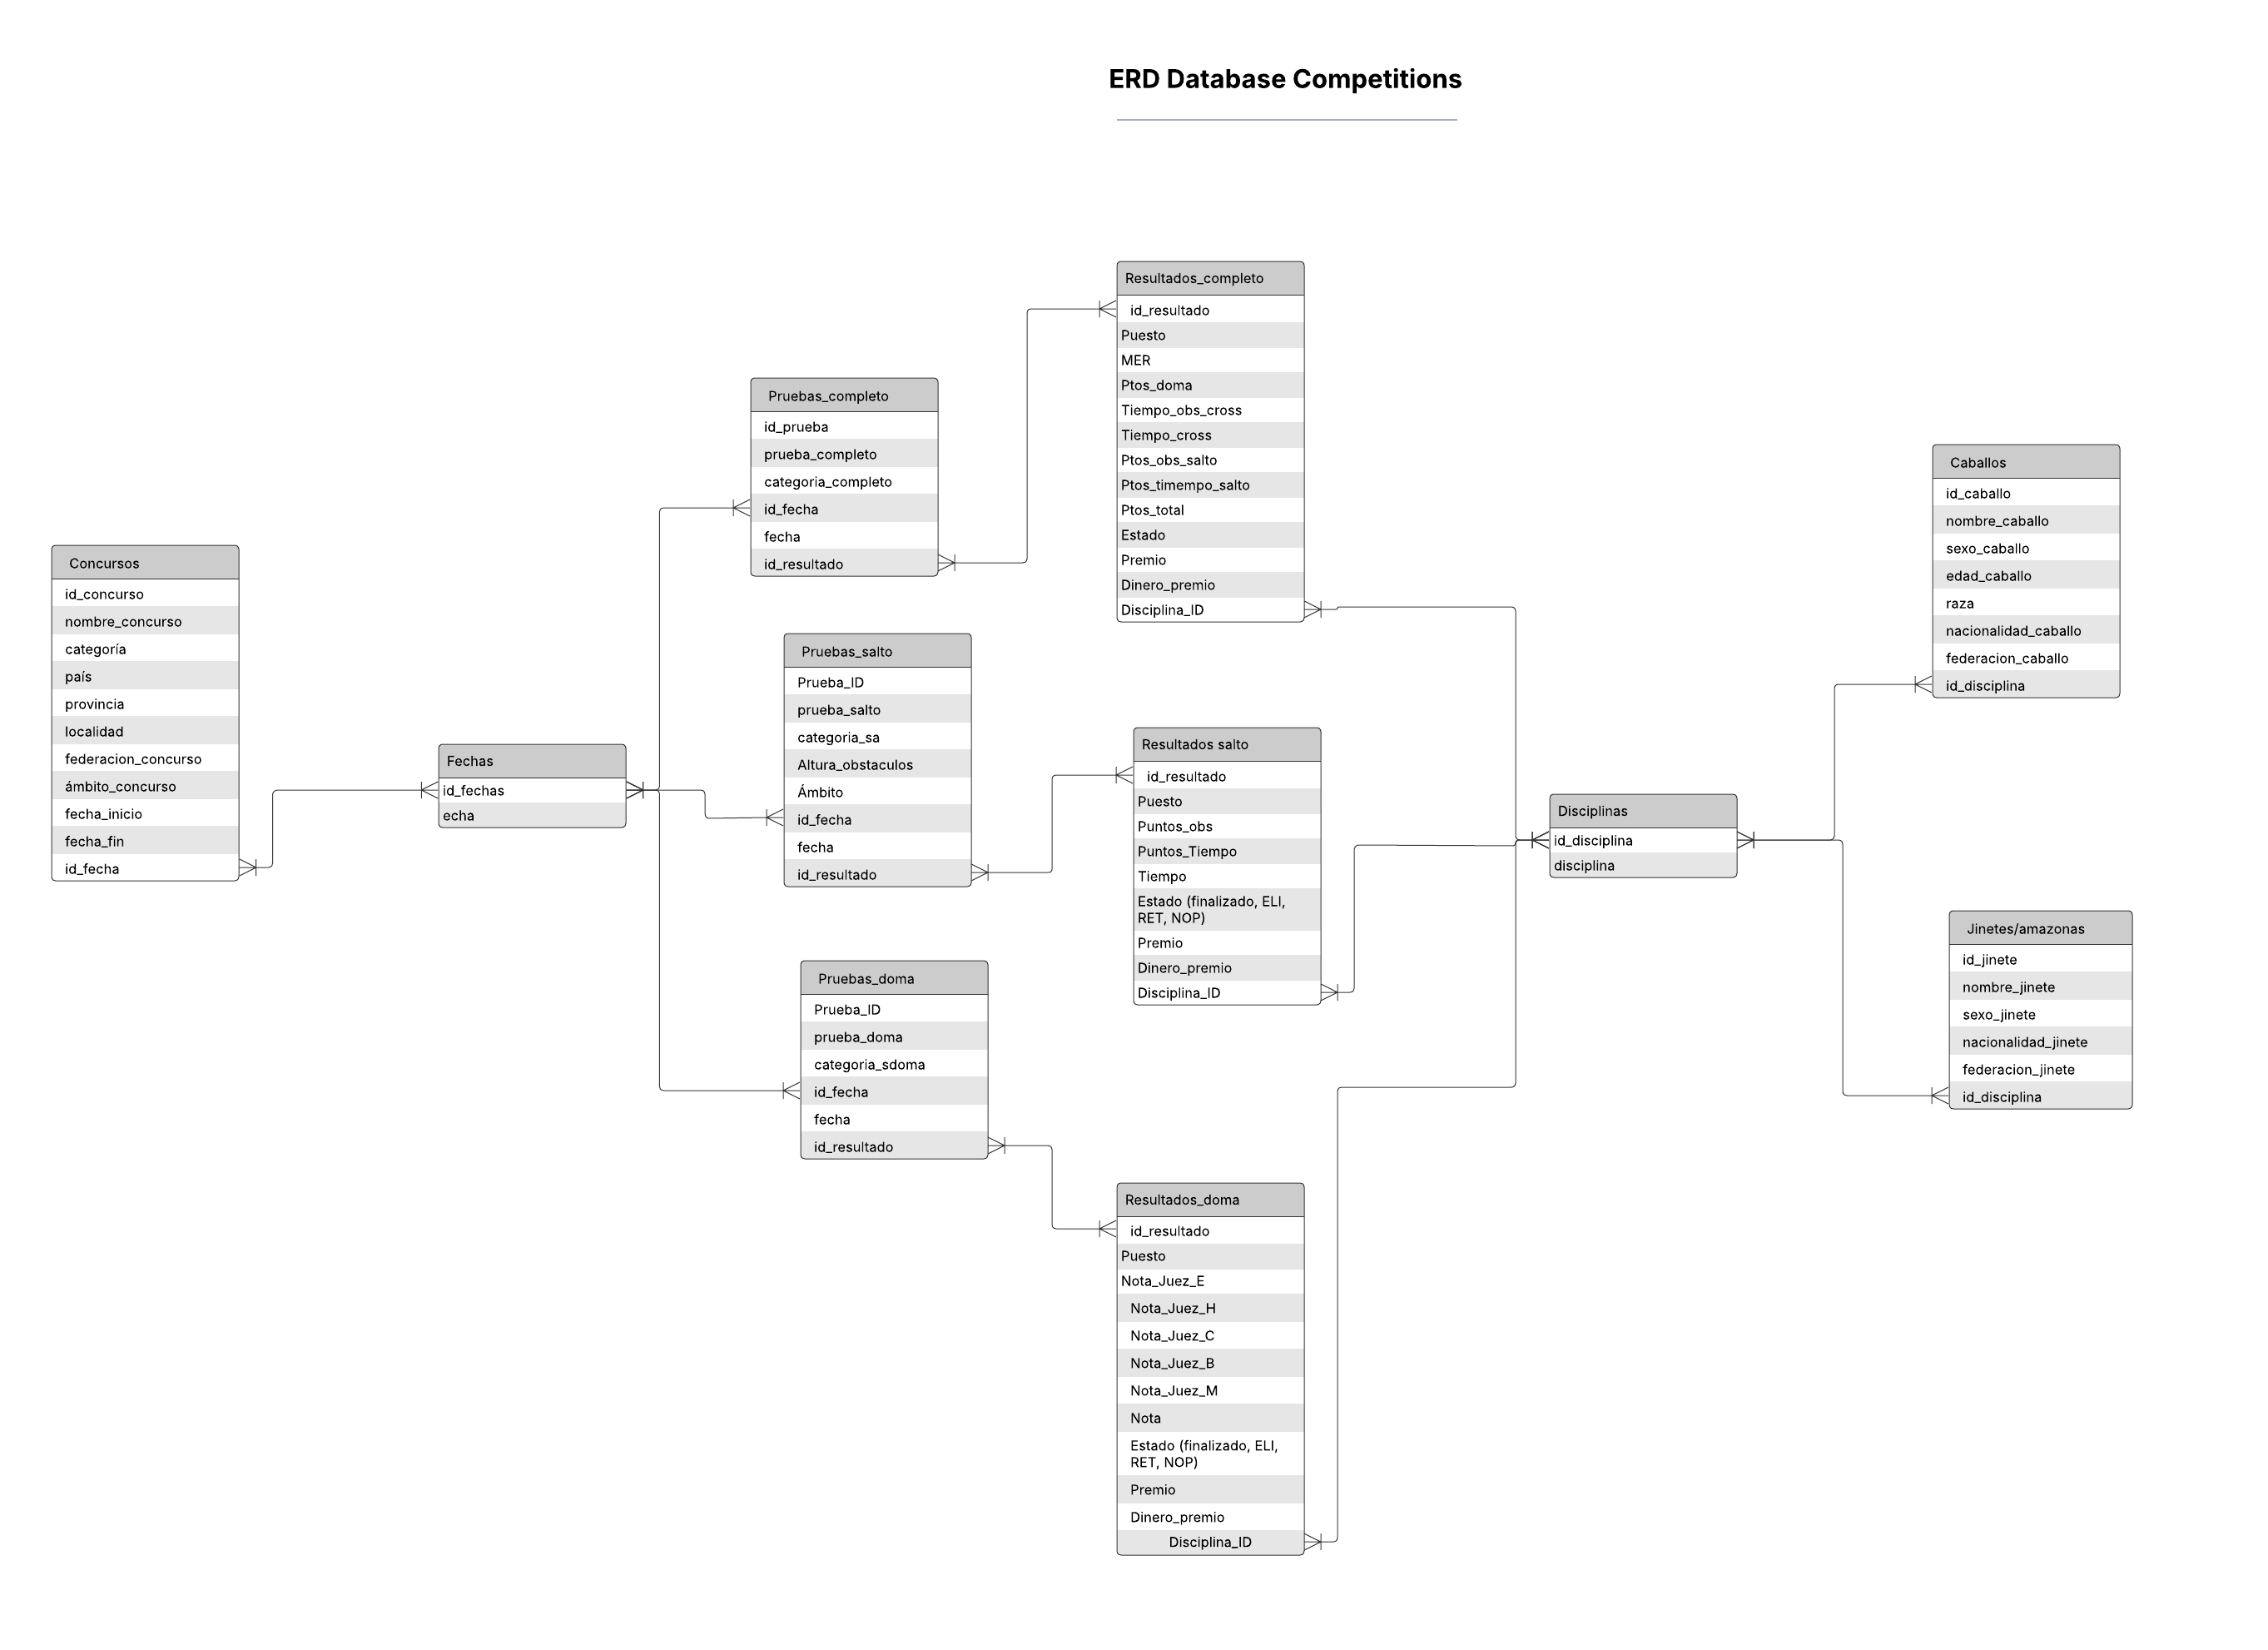 ERD Database Competitions
Concursos
id_concurso
nombre_concurso
categoría
país
provincia
localidad
federacion_concurso
ámbito_concurso
fecha_inicio
fecha_fin
id_fecha
Fechas
id_fechas
echa
Pruebas_completo
id_prueba
prueba_completo
categoria_completo
id_fecha
fecha
id_resultado
Pruebas_salto
Prueba_ID
prueba_salto
categoria_sa
Altura_obstaculos
Ámbito
id_fecha
fecha
id_resultado
Pruebas_doma
Prueba_ID
prueba_doma
categoria_sdoma
id_fecha
fecha
id_resultado
Resultados_completo
id_resultado
Puesto
MER
Ptos_doma
Tiempo_obs_cross
Tiempo_cross
Ptos_obs_salto
Ptos_timempo_salto
Ptos_total
Estado
Premio
Dinero_premio
Disciplina_ID
Resultados salto
id_resultado
Puesto
Puntos_obs
Puntos_Tiempo
Tiempo
Estado (finalizado, ELI,
RET, NOP)
Premio
Dinero_premio
Disciplina_ID
Resultados_doma
id_resultado
Puesto
Nota_Juez_E
Nota_Juez_H
Nota_Juez_C
Nota_Juez_B
Nota_Juez_M
Nota
Estado (finalizado, ELI,
RET, NOP)
Premio
Dinero_premio
Disciplina_ID
Disciplinas
id_disciplina
disciplina
Caballos
id_caballo
nombre_caballo
sexo_caballo
edad_caballo
raza
nacionalidad_caballo
federacion_caballo
id_disciplina
Jinetes/amazonas
id_jinete
nombre_jinete
sexo_jinete
nacionalidad_jinete
federacion_jinete
id_disciplina